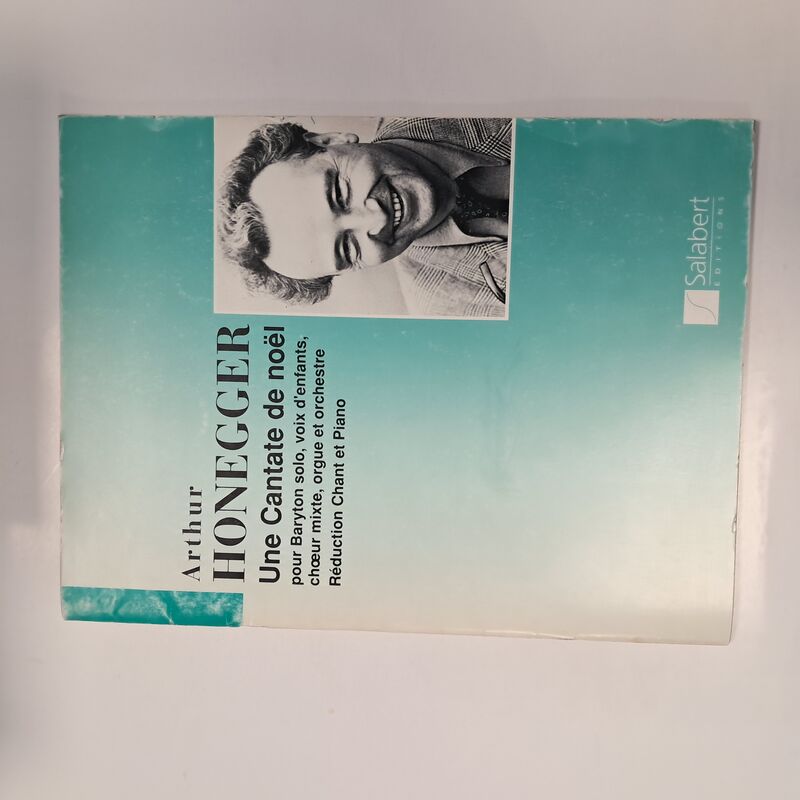 Arthur
HONEGGER
Une Cantate de noël
pour Baryton solo, voix d'enfants,
chœur mixte, orgue et orchestre
Réduction Chant et Piano
Salabert
EDITIONS